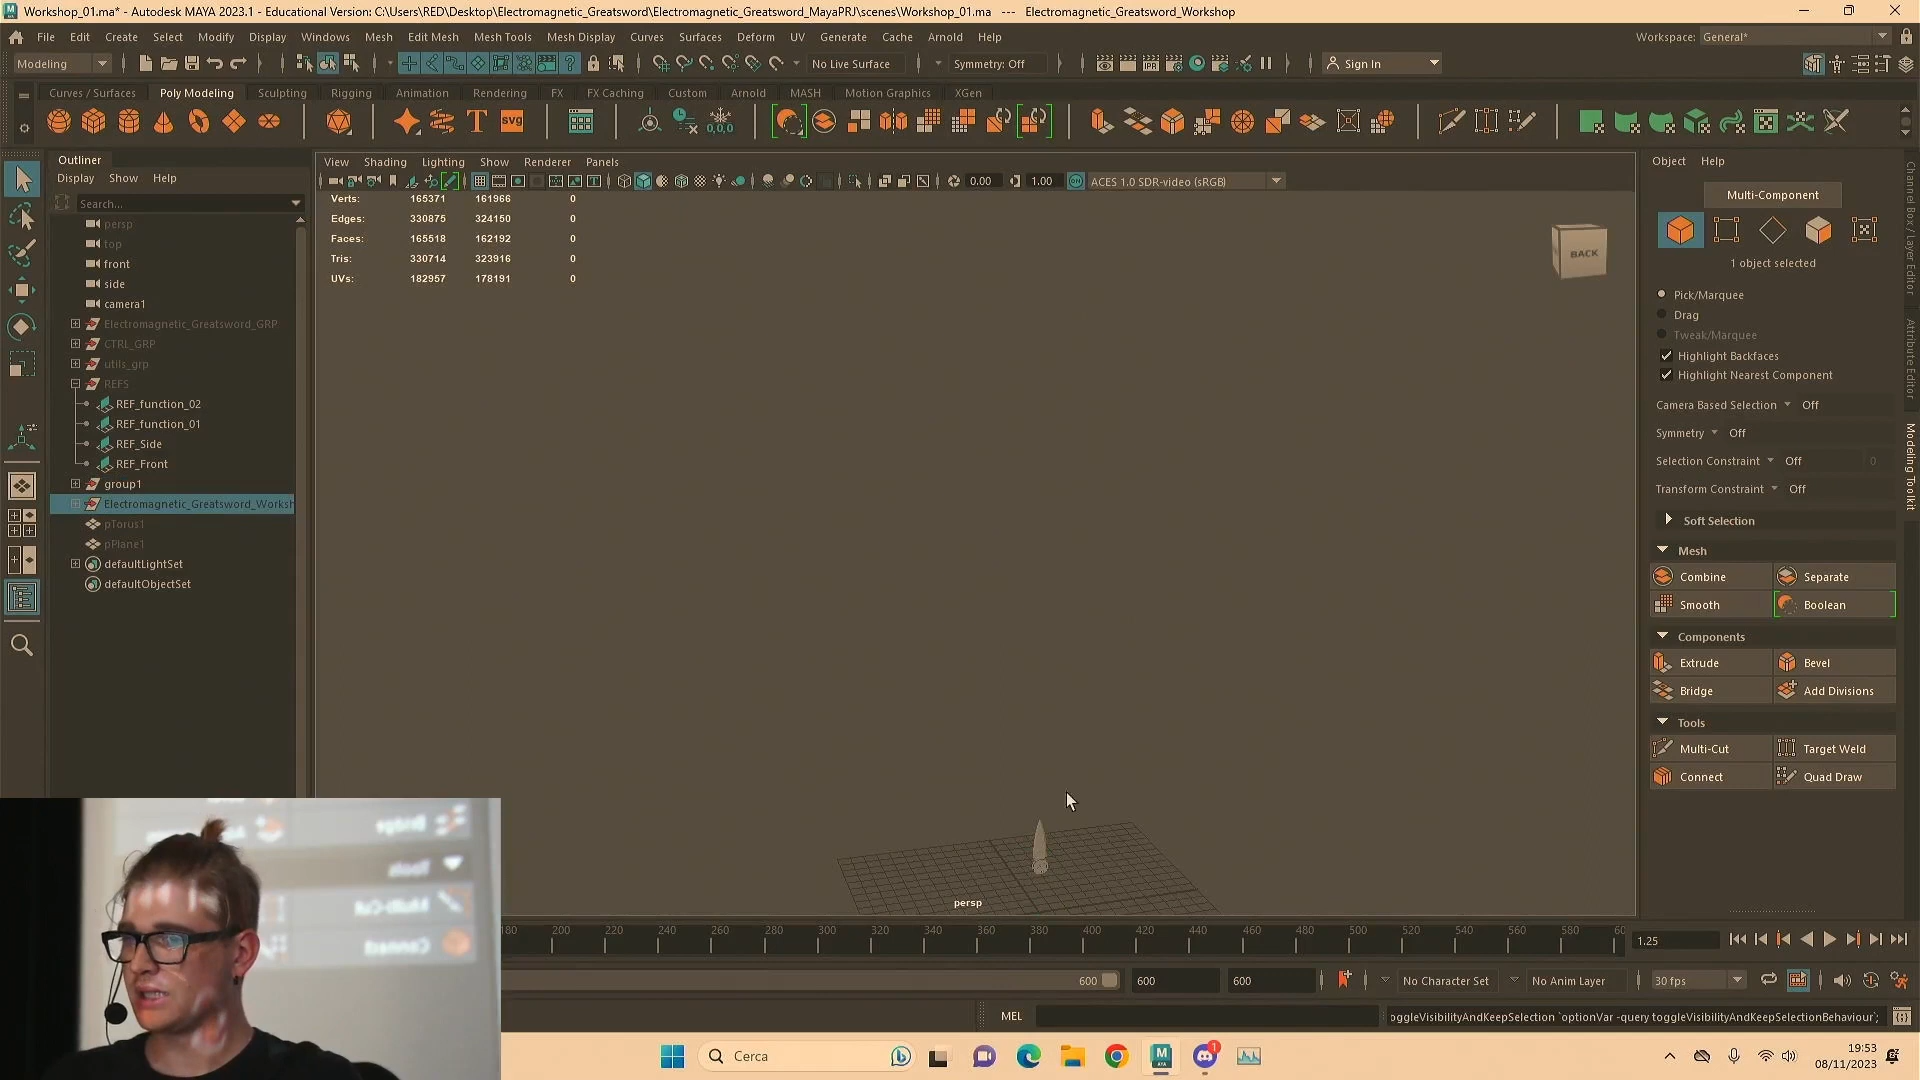 Workshop_01.ma* - Autodesk MAYA 2023.1 - Educational Version: C:\Users\RED\Desktop\Electromagnetic_Greatsword\Electromagnetic_Greatsword_MayaPRJ\scenes\Workshop_01.ma --- Electromagnetic_Greatsword_Workshop
File Edit Create Select Modify Display Windows Mesh Edit Mesh Mesh Tools Mesh Display Curves Surfaces Deform UV Generate Cache Arnold Help
Workspace: General*
Modeling
No Live Surface
Symmetry: Off
Sign In
Curves / Surfaces Poly Modeling Sculpting Rigging Animation Rendering FX FX Caching Custom Arnold MASH Motion Graphics XGen
T svg 0,0,0
Outliner
Display Show Help
Search...
persp
top
front
side
camera1
Electromagnetic_Greatsword_GRP
CTRL_GRP
utils_grp
REFS
REF_function_02
REF_function_01
REF_Side
REF_Front
group1
Electromagnetic_Greatsword_Worksh
pTorus1
pPlane1
defaultLightSet
defaultObjectSet
View Shading Lighting Show Renderer Panels
0.00 1.00 ACES 1.0 SDR-video (sRGB)
Verts: 165371 161966 0
Edges: 330875 324150 0
Faces: 165518 162192 0
Tris: 330714 323916 0
UVs: 182957 178191 0
BACK
persp
Object Help
Multi-Component
1 object selected
Pick/Marquee
Drag
Tweak/Marquee
Highlight Backfaces
Highlight Nearest Component
Camera Based Selection Off
Symmetry Off
Selection Constraint Off 0
Transform Constraint Off
Soft Selection
Mesh
Combine Separate
Smooth Boolean
Components
Extrude Bevel
Bridge Add Divisions
Tools
Multi-Cut Target Weld
Connect Quad Draw
Channel Box / Layer Editor
Attribute Editor
Modeling Toolkit
180 200 220 240 260 280 300 320 340 360 380 400 420 440 460 480 500 520 540 560 580 60
1.25
600 600 600 No Character Set No Anim Layer 30 fps
MEL
oggleVisibilityAndKeepSelection `optionVar -query toggleVisibilityAndKeepSelectionBehaviour`;
Cerca
1
19:53
08/11/2023